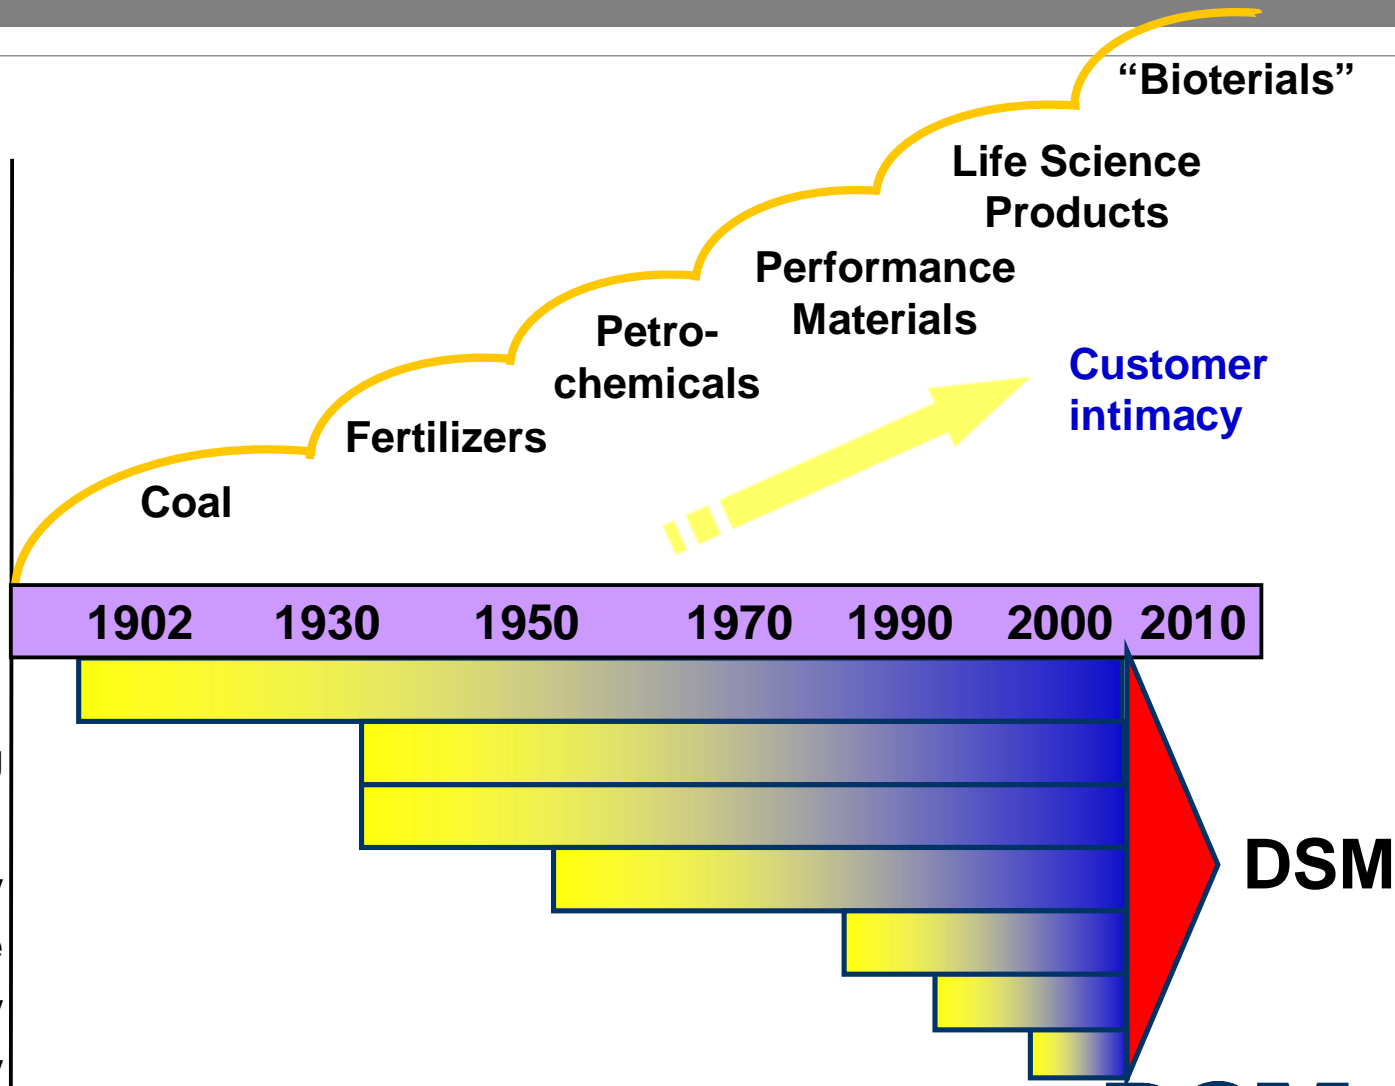 “Bioterials”
Life Science
Products
Performance
Materials
Petro-
chemicals
Customer
intimacy
Fertilizers
Coal
1902 1930 1950 1970 1990 2000 2010
DSM